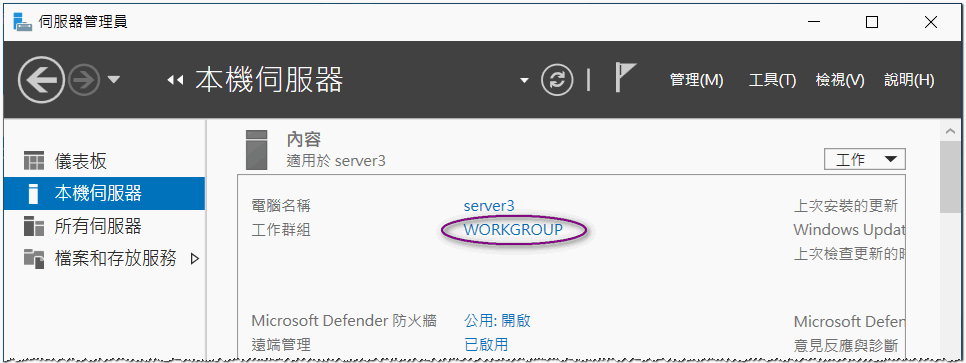 伺服器管理員
本機伺服器
管理(M) 工具(T) 檢視(V) 說明(H)
儀表板
本機伺服器
所有伺服器
檔案和存放服務
內容
適用於 server3
工作
電腦名稱 server3 上次安裝的更新
工作群組 WORKGROUP Windows Updat
上次檢查更新的時
Microsoft Defender 防火牆 公用: 開啟 Microsoft Defen
遠端管理 已啟用 意見反應與診斷